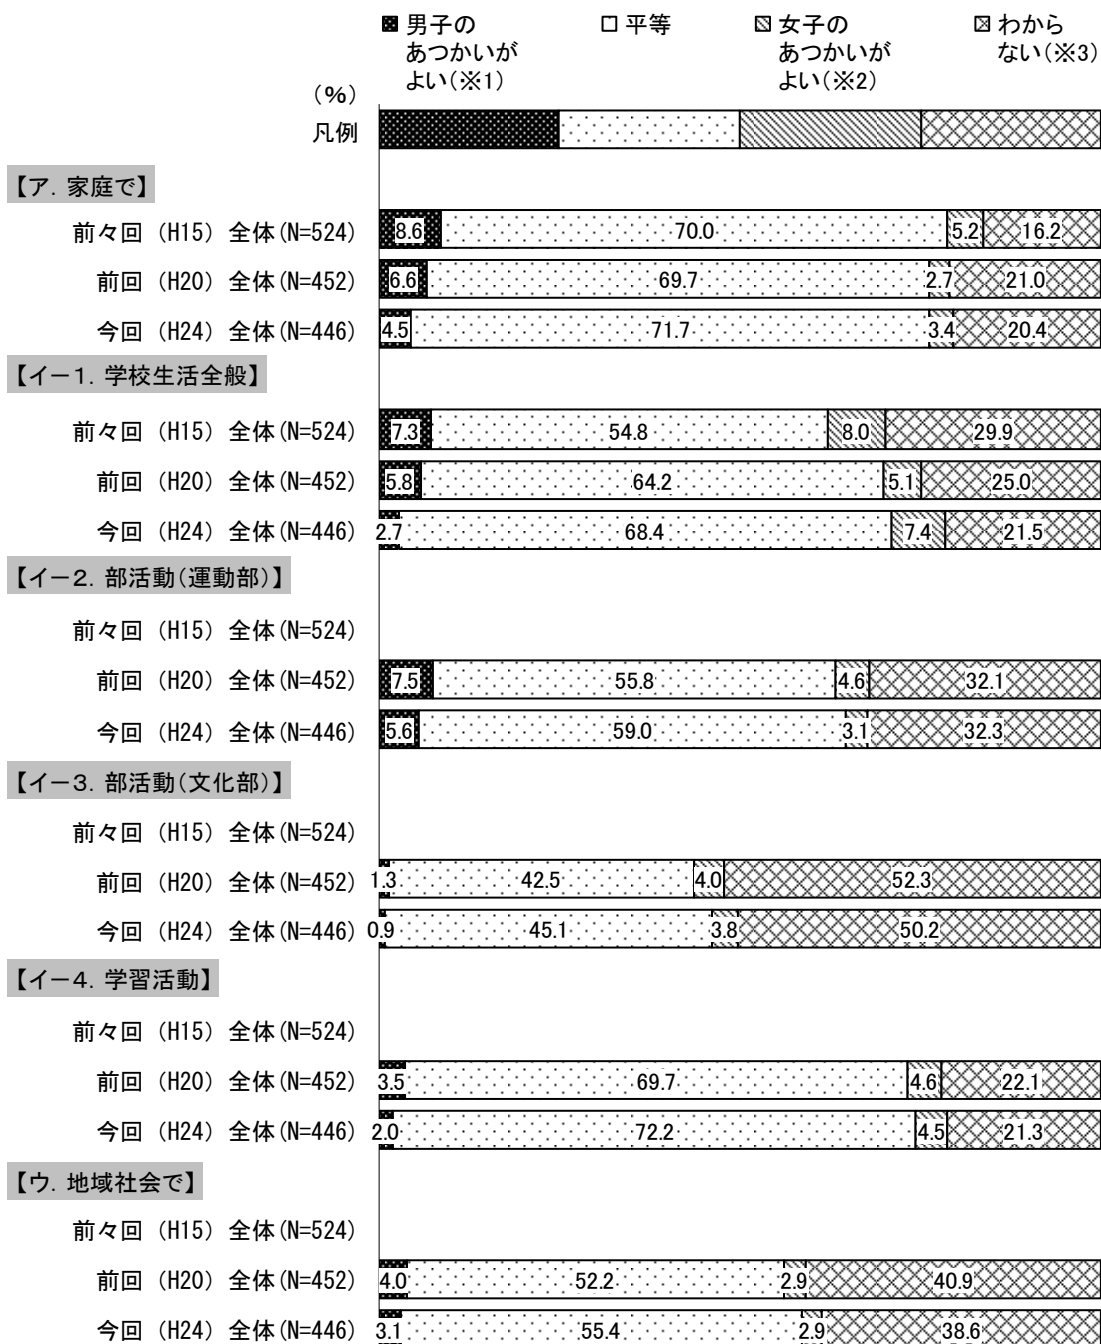 男子の
あつかいが
よい(※1)
平等
女子の
あつかいが
よい(※2)
わから
ない(※3)
(%)
凡例
【ア. 家庭で】
前々回 (H15) 全体(N=524) 8.6 70.0 5.2 16.2
前回 (H20) 全体(N=452) 6.6 69.7 2.7 21.0
今回 (H24) 全体(N=446) 4.5 71.7 3.4 20.4
【イー1. 学校生活全般】
前々回 (H15) 全体(N=524) 7.3 54.8 8.0 29.9
前回 (H20) 全体(N=452) 5.8 64.2 5.1 25.0
今回 (H24) 全体(N=446) 2.7 68.4 7.4 21.5
【イー2. 部活動(運動部)】
前々回 (H15) 全体(N=524)
前回 (H20) 全体(N=452) 7.5 55.8 4.6 32.1
今回 (H24) 全体(N=446) 5.6 59.0 3.1 32.3
【イー3. 部活動(文化部)】
前々回 (H15) 全体(N=524)
前回 (H20) 全体(N=452) 1.3 42.5 4.0 52.3
今回 (H24) 全体(N=446) 0.9 45.1 3.8 50.2
【イー4. 学習活動】
前々回 (H15) 全体(N=524)
前回 (H20) 全体(N=452) 3.5 69.7 4.6 22.1
今回 (H24) 全体(N=446) 2.0 72.2 4.5 21.3
【ウ. 地域社会で】
前々回 (H15) 全体(N=524)
前回 (H20) 全体(N=452) 4.0 52.2 2.9 40.9
今回 (H24) 全体(N=446) 3.1 55.4 2.9 38.6